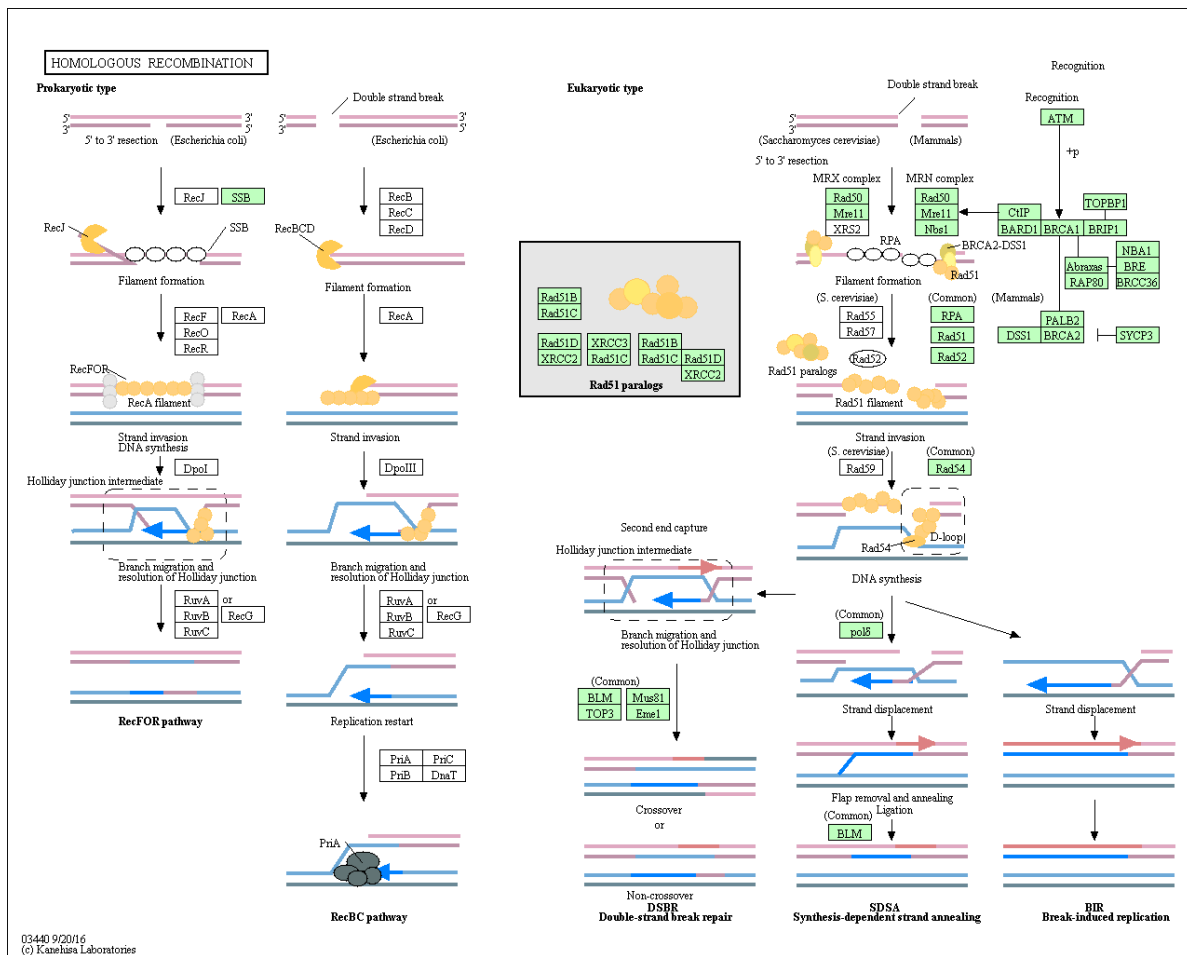 HOMOLOGOUS RECOMBINATION
Prokaryotic type
5' 3'
3' 5'
5' to 3' resection (Escherichia coli)
RecJ SSB
RecJ
SSB
Filament formation
RecF RecA
RecO
RecR
RecFOR
RecA filament
Strand invasion
DNA synthesis
DpoI
Holliday junction intermediate
Branch migration and
resolution of Holliday junction
RuvA or
RuvB RecG
RuvC
RecFOR pathway
Double strand break
5' 3'
3' 5'
(Escherichia coli)
RecB
RecC
RecD
RecBCD
Filament formation
RecA
Strand invasion
DpoIII
Branch migration and
resolution of Holliday junction
RuvA or
RuvB RecG
RuvC
Replication restart
PriA PriC
PriB DnaT
PriA
RecBC pathway
Eukaryotic type
Rad51B
Rad51C
Rad51D XRCC3 Rad51B
XRCC2 Rad51C Rad51C Rad51D
XRCC2
Rad51 paralogs
Double strand break
5' 3'
3' 5'
(Saccharomyces cerevisiae) (Mammals)
5' to 3' resection
MRX complex MRN complex
Rad50 Rad50
Mre11 Mre11
XRS2 Nbs1
RPA
BRCA2-DSS1
Rad51
Recognition
Recognition
ATM
+p
TOPBP1
CtIP
BARD1 BRCA1 BRIP1
NBA1
Abraxas BRE
RAP80 BRCC36
(Mammals)
PALB2
DSS1 BRCA2 SYCP3
Filament formation
(S. cerevisiae) (Common)
Rad55 RPA
Rad57 Rad51
Rad52 Rad52
Rad51 paralogs
Rad51 filament
Strand invasion
(S. cerevisiae) (Common)
Rad59 Rad54
Rad54
D-loop
DNA synthesis
Second end capture
Holliday junction intermediate
Branch migration and
resolution of Holliday junction
(Common)
BLM Mus81
TOP3 Eme1
Crossover
or
Non-crossover
DSBR
Double-strand break repair
(Common)
polδ
Strand displacement
Flap removal and annealing
Ligation
(Common)
BLM
SDSA
Synthesis-dependent strand annealing
Strand displacement
BIR
Break-induced replication
03440 9/20/16
(c) Kanehisa Laboratories